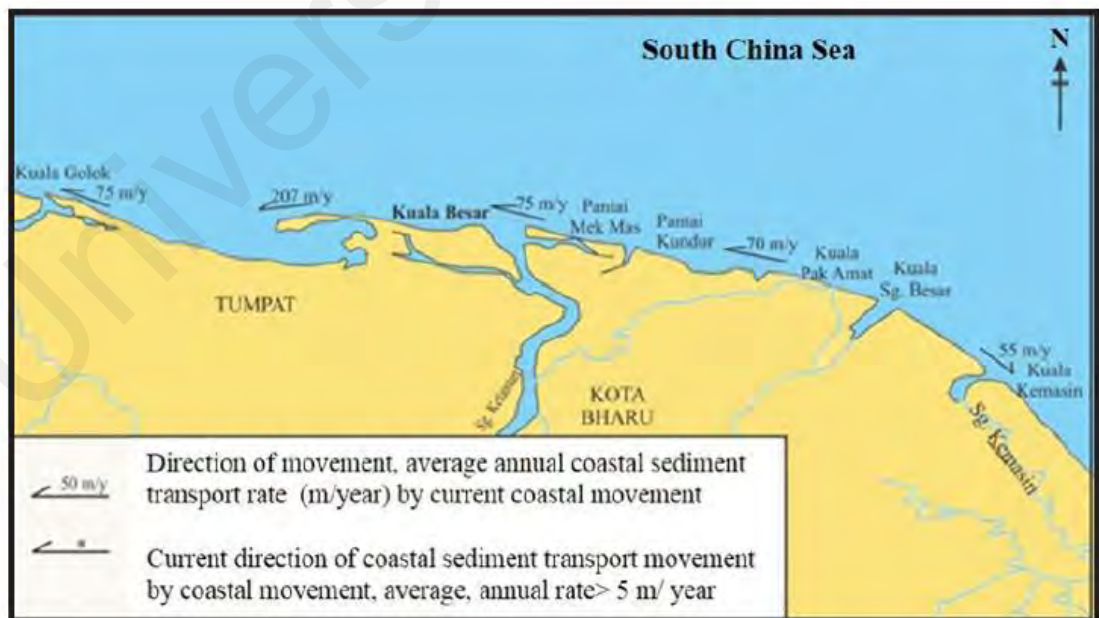 South China Sea
N
Kuala Golok
75 m/y
207 m/y
Kuala Besar
75 m/y
Pantai
Mek Mas
Pantai
Kundur
70 m/y
Kuala
Pak Amat
Kuala
Sg. Besar
55 m/y
Kuala
Kemasin
TUMPAT
Sg. Kelantan
KOTA
BHARU
Sg. Kemasin
50 m/y
Direction of movement, average annual coastal sediment
transport rate (m/year) by current coastal movement
Current direction of coastal sediment transport movement
by coastal movement, average, annual rate> 5 m/ year
Univers